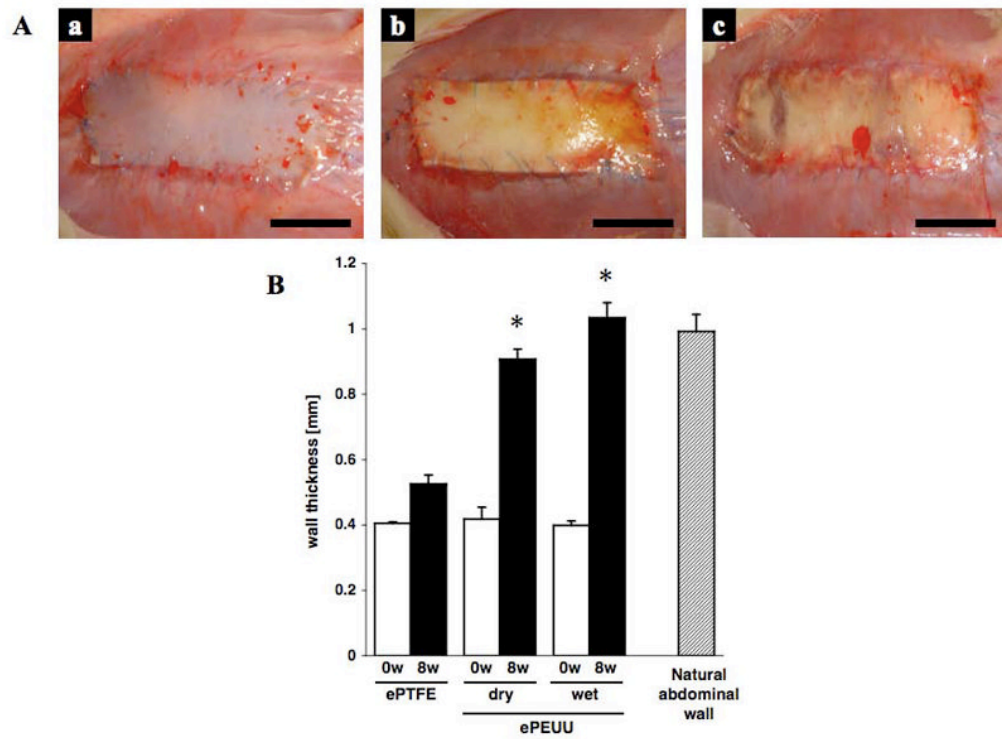 A
a
b
c
B
wall thickness [mm]
1.2
1
0.8
0.6
0.4
0.2
0
*
*
0w 8w 0w 8w 0w 8w
ePTFE dry wet
ePEUU
Natural
abdominal
wall